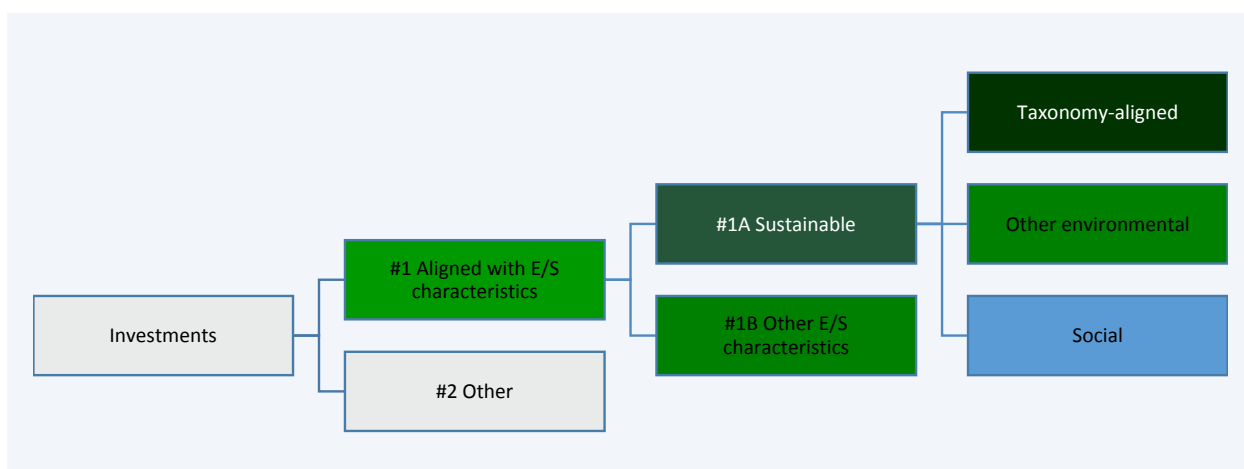 Investments
#1 Aligned with E/S
characteristics
#2 Other
#1A Sustainable
#1B Other E/S
characteristics
Taxonomy-aligned
Other environmental
Social